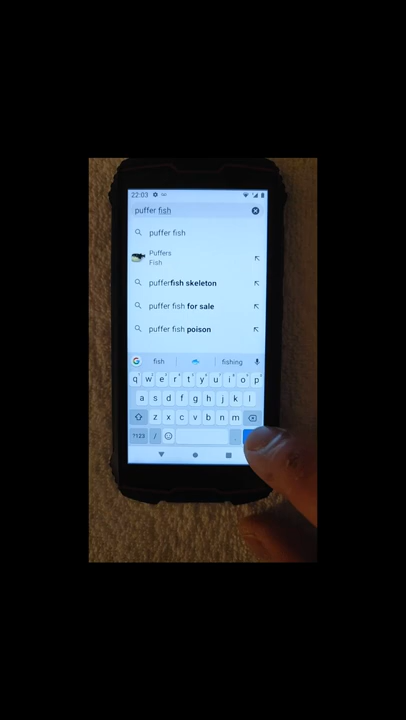 22:03
puffer fish
puffer fish
Puffers
Fish
pufferfish skeleton
puffer fish for sale
puffer fish poison
G fish fishing
q w e r t y u i o p
a s d f g h j k l
z x c v b n m
?123 / .